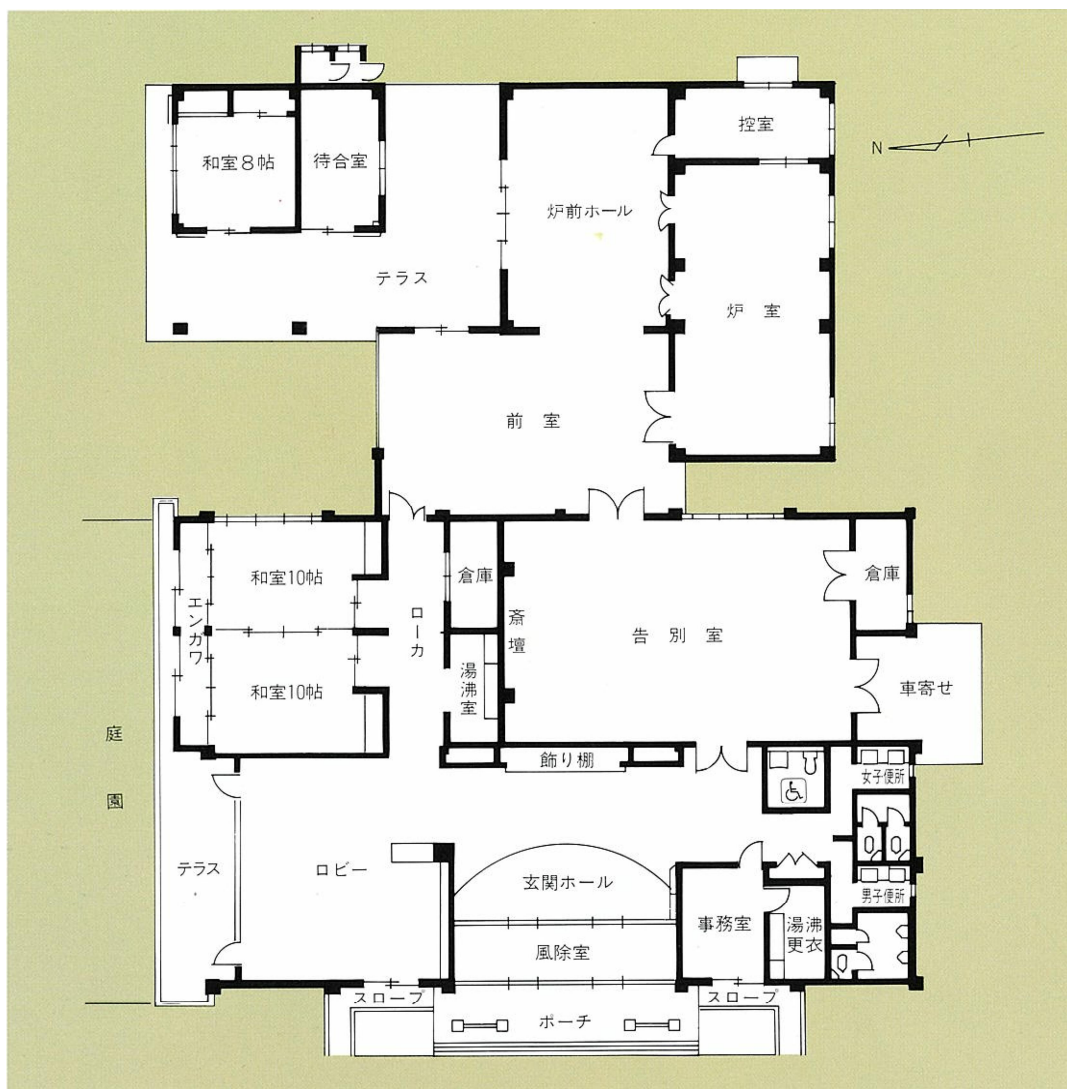 控室
和室8帖
待合室
N
炉前ホール
テラス
炉室
前室
和室10帖
倉庫
斎壇
倉庫
エンガワ
ローカ
告別室
和室10帖
湯沸室
車寄せ
庭園
飾り棚
女子便所
テラス
ロビー
玄関ホール
男子便所
事務室
湯沸
更衣
風除室
スロープ
スロープ
ポーチ